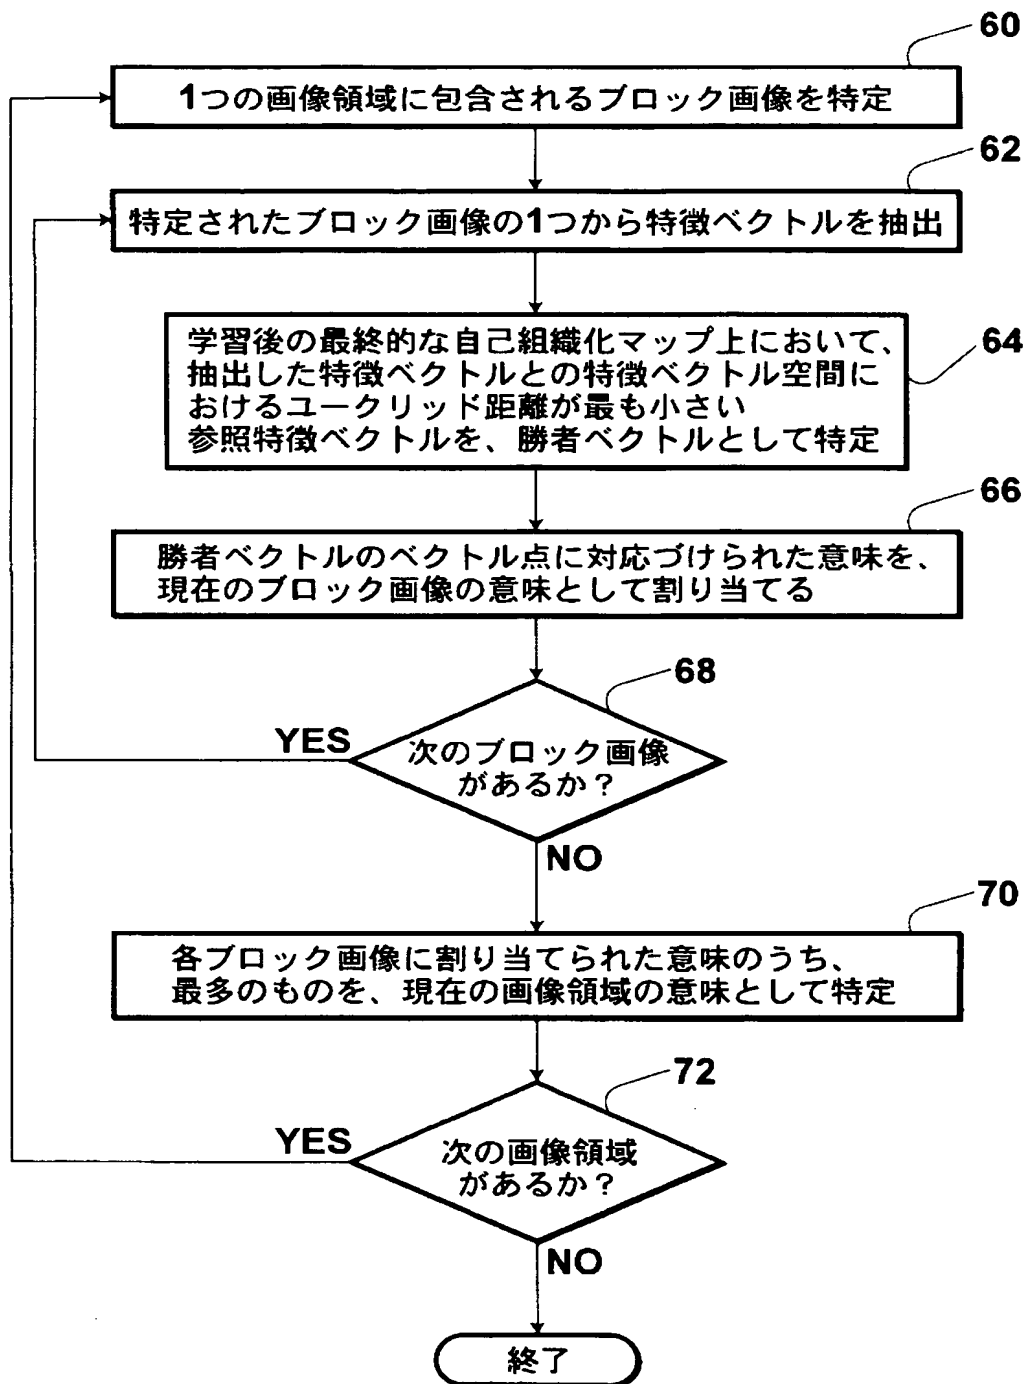 60
1つの画像領域に包含されるブロック画像を特定
62
特定されたブロック画像の1つから特徴ベクトルを抽出
64
学習後の最終的な自己組織化マップ上において、
抽出した特徴ベクトルとの特徴ベクトル空間に
おけるユークリッド距離が最も小さい
参照特徴ベクトルを、勝者ベクトルとして特定
66
勝者ベクトルのベクトル点に対応づけられた意味を、
現在のブロック画像の意味として割り当てる
68
YES
次のブロック画像
があるか？
NO
70
各ブロック画像に割り当てられた意味のうち、
最多のものを、現在の画像領域の意味として特定
72
YES
次の画像領域
があるか？
NO
終了